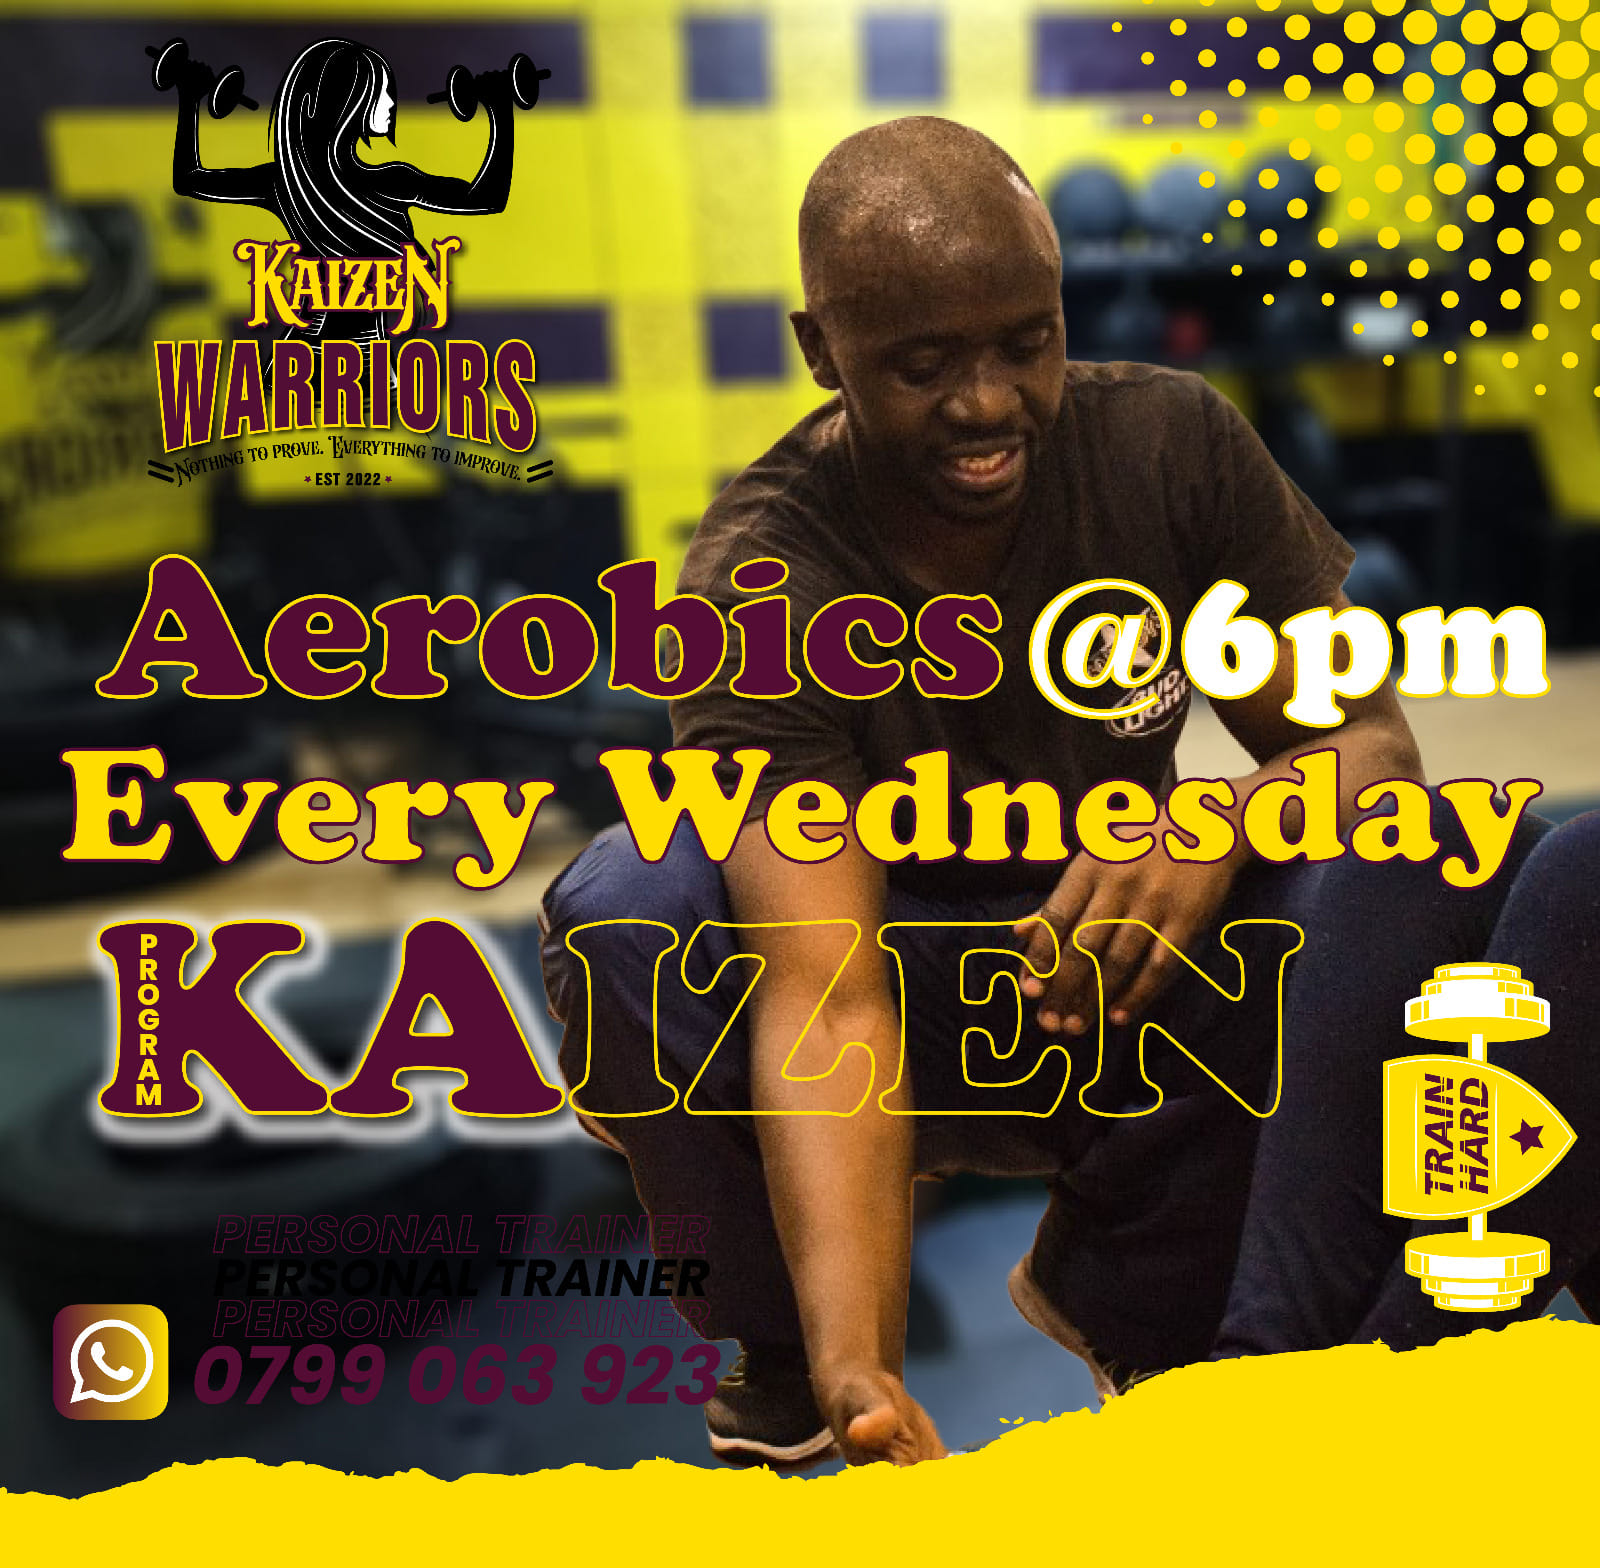 KAIZEN
WARRIORS
NOTHING TO PROVE. EVERYTHING TO IMPROVE.
EST 2022
Aerobics @6pm
Every Wednesday
KAIZEN
PROGRAM
TRAIN
HARD
PERSONAL TRAINER
PERSONAL TRAINER
PERSONAL TRAINER
0799 063 923